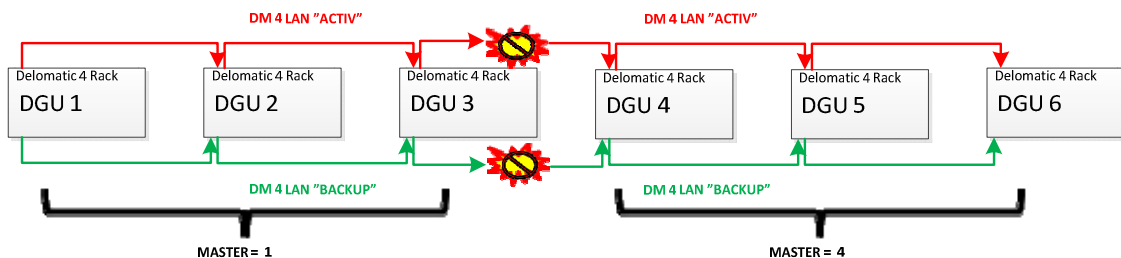 DM 4 LAN ”ACTIV”
DM 4 LAN ”ACTIV”
Delomatic 4 Rack
DGU 1
Delomatic 4 Rack
DGU 2
Delomatic 4 Rack
DGU 3
Delomatic 4 Rack
DGU 4
Delomatic 4 Rack
DGU 5
Delomatic 4 Rack
DGU 6
DM 4 LAN ”BACKUP”
DM 4 LAN ”BACKUP”
MASTER = 1
MASTER = 4